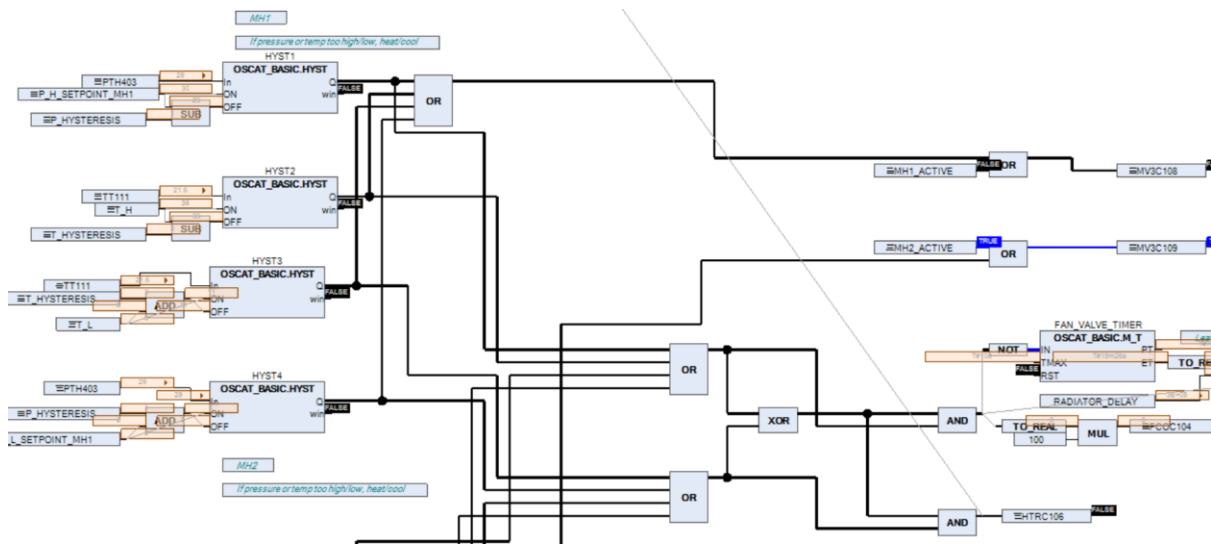 MH1
If pressure or temp too high/low, heat/cool
HYST1
OSCAT_BASIC.HYST
PTH403
P_H_SETPOINT_MH1
P_HYSTERESIS
SUB
In
ON
OFF
Q
win
FALSE
OR
HYST2
OSCAT_BASIC.HYST
TT111
T_H
T_HYSTERESIS
SUB
In
ON
OFF
Q
win
FALSE
MH1_ACTIVE
FALSE
OR
MV3C108
MH2_ACTIVE
TRUE
OR
MV3C109
HYST3
OSCAT_BASIC.HYST
TT111
T_HYSTERESIS
T_L
ADD
In
ON
OFF
Q
win
FALSE
FAN_VALVE_TIMER
OSCAT_BASIC.M_T
NOT
IN
TMAX
RST
PT
ET
FALSE
TO_RE
RADIATOR_DELAY
HYST4
OSCAT_BASIC.HYST
PTH403
P_HYSTERESIS
L_SETPOINT_MH1
ADD
In
ON
OFF
Q
win
FALSE
OR
XOR
AND
TO_REAL
100
MUL
FCOC104
MH2
If pressure or temp too high/low, heat/cool
OR
AND
HTRC106
FALSE